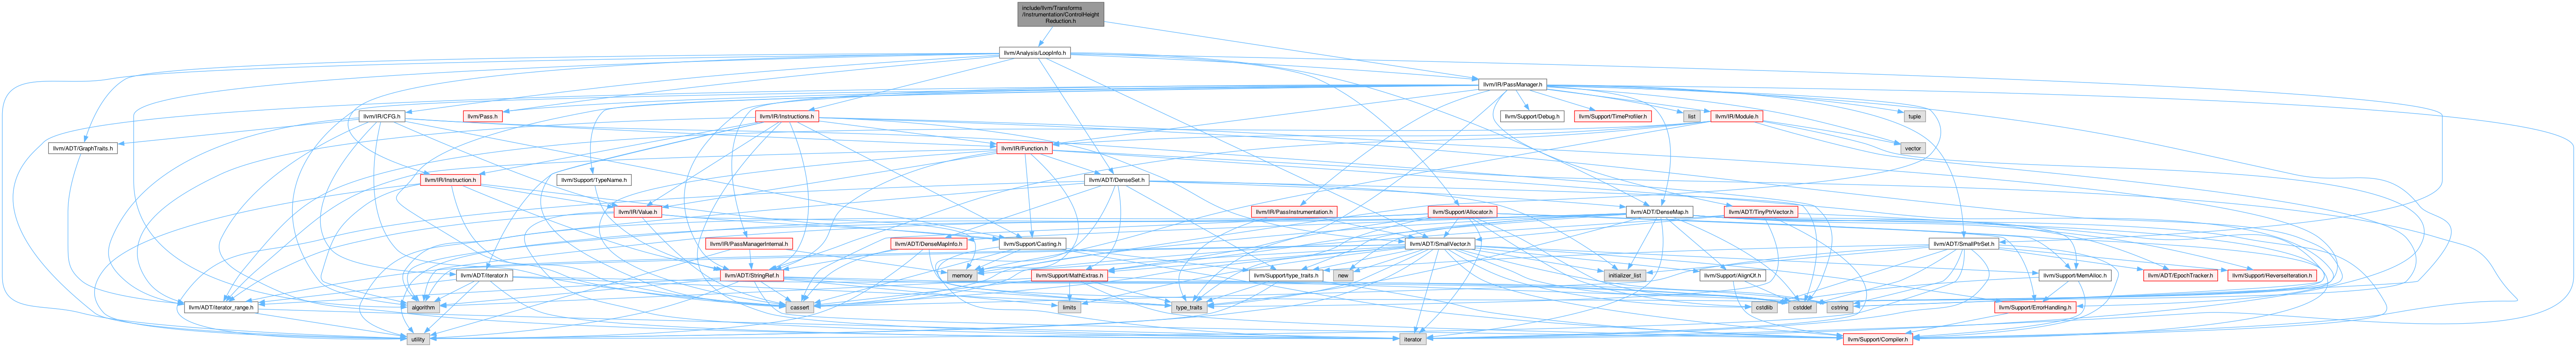 include/llvm/Transforms
/Instrumentation/ControlHeight
Reduction.h
llvm/Analysis/LoopInfo.h
llvm/IR/PassManager.h
llvm/IR/CFG.h
llvm/Pass.h
llvm/IR/Instructions.h
llvm/Support/Debug.h
llvm/Support/TimeProfiler.h
list
llvm/IR/Module.h
tuple
llvm/ADT/GraphTraits.h
llvm/IR/Function.h
vector
llvm/IR/Instruction.h
llvm/Support/TypeName.h
llvm/ADT/DenseSet.h
llvm/IR/Value.h
llvm/IR/PassInstrumentation.h
llvm/Support/Allocator.h
llvm/ADT/DenseMap.h
llvm/ADT/TinyPtrVector.h
llvm/IR/PassManagerInternal.h
llvm/ADT/DenseMapInfo.h
llvm/Support/Casting.h
llvm/ADT/SmallVector.h
llvm/ADT/SmallPtrSet.h
llvm/ADT/iterator.h
llvm/ADT/StringRef.h
memory
llvm/Support/MathExtras.h
llvm/Support/type_traits.h
new
initializer_list
llvm/Support/AlignOf.h
llvm/Support/MemAlloc.h
llvm/ADT/EpochTracker.h
llvm/Support/ReverseIteration.h
llvm/ADT/iterator_range.h
algorithm
cassert
limits
type_traits
cstdlib
cstddef
cstring
llvm/Support/ErrorHandling.h
utility
iterator
llvm/Support/Compiler.h